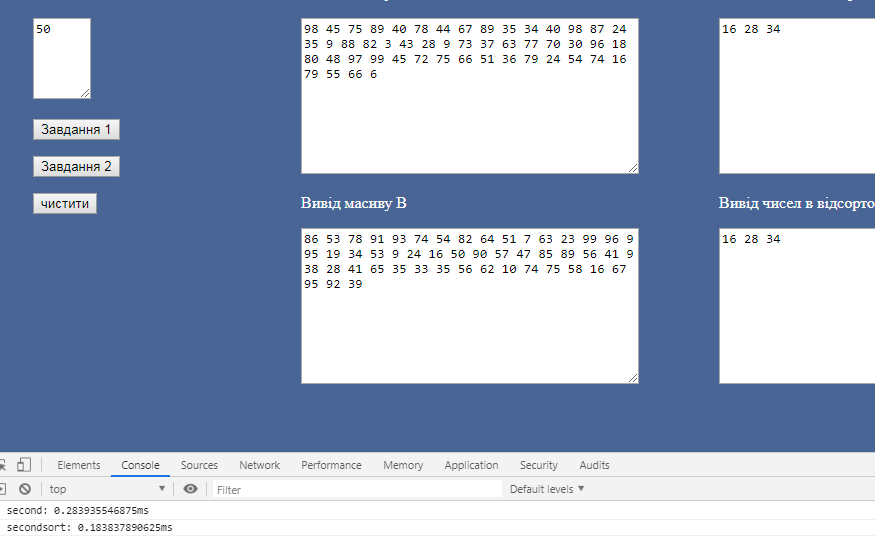 50
Завдання 1
Завдання 2
чистити
98 45 75 89 40 78 44 67 89 35 34 40 98 87 24
35 9 88 82 3 43 28 9 73 37 63 77 70 30 96 18
80 48 97 99 45 72 75 66 51 36 79 24 54 74 16
79 55 66 6
16 28 34
Вивід масиву B
Вивід чисел в відсорто
86 53 78 91 93 74 54 82 64 51 7 63 23 99 96 9
95 19 34 53 9 24 16 50 90 57 47 85 89 56 41 9
38 28 41 65 35 33 35 56 62 10 74 75 58 16 67
95 92 39
16 28 34
Elements Console Sources Network Performance Memory Application Security Audits
top Filter Default levels
second: 0.283935546875ms
secondsort: 0.183837890625ms